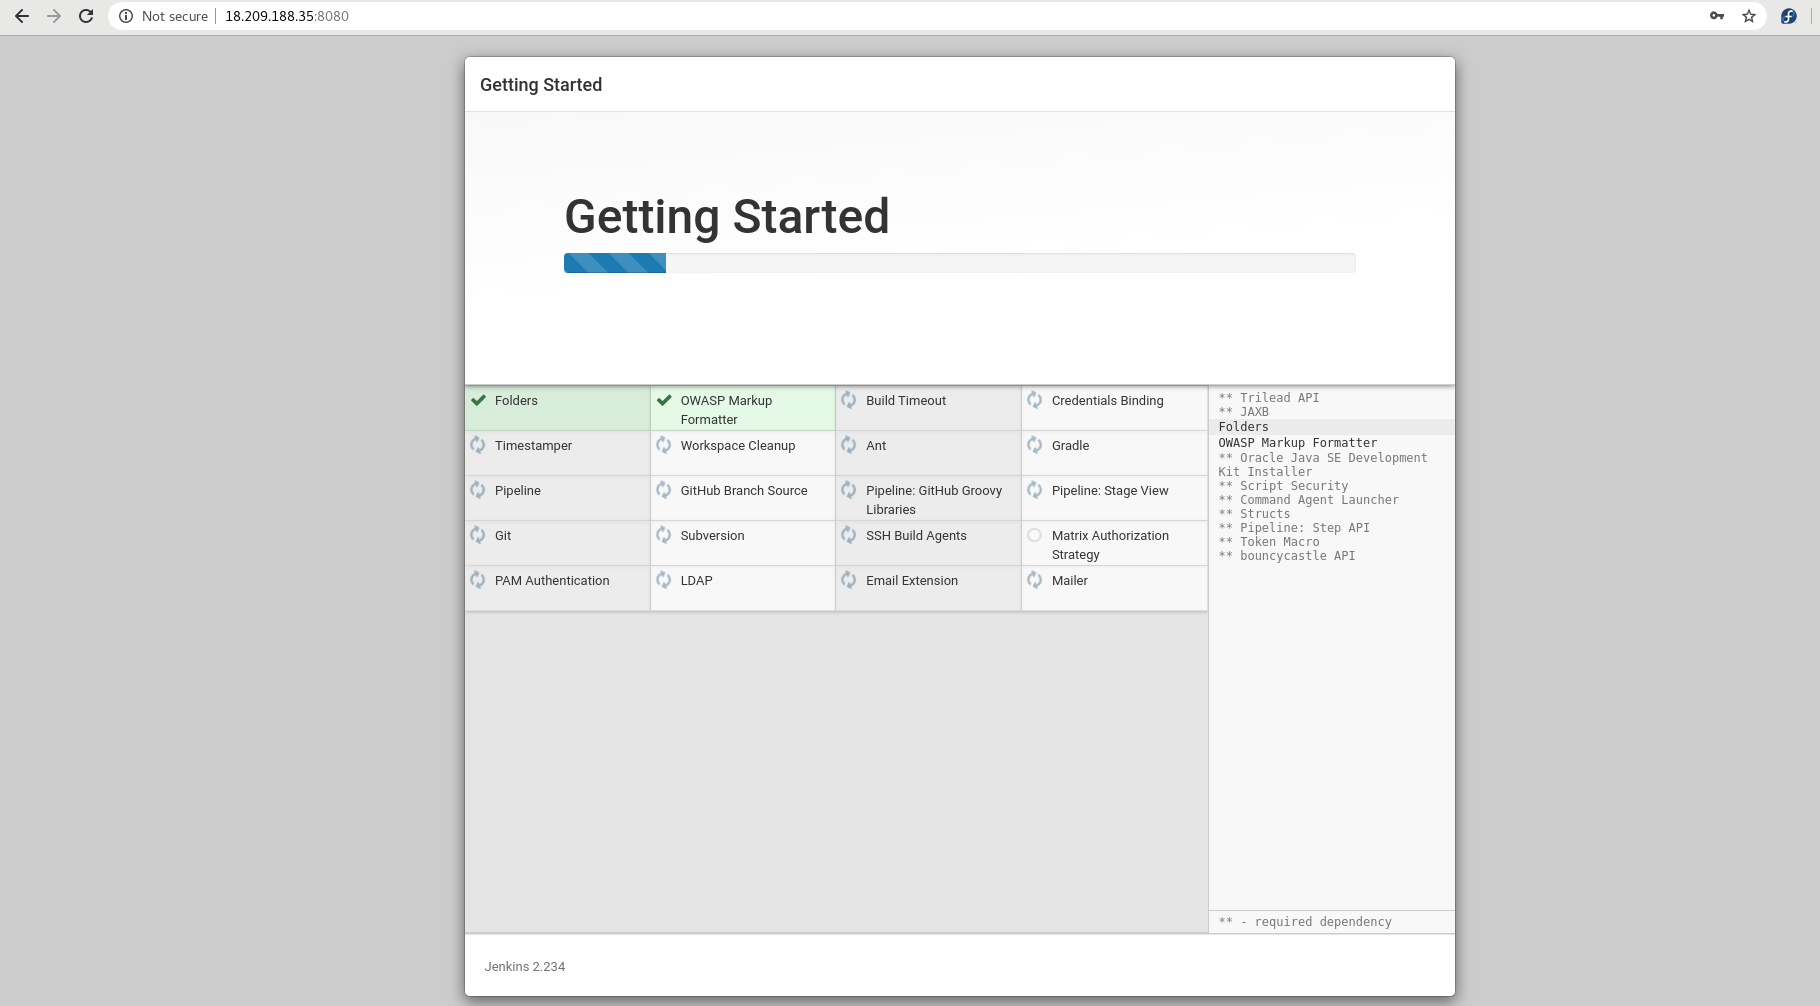 Not secure
18.209.188.35:8080
Getting Started
Getting Started
Folders
OWASP Markup
Formatter
Build Timeout
Credentials Binding
Timestamper
Workspace Cleanup
Ant
Gradle
Pipeline
GitHub Branch Source
Pipeline: GitHub Groovy
Libraries
Pipeline: Stage View
Git
Subversion
SSH Build Agents
Matrix Authorization
Strategy
PAM Authentication
LDAP
Email Extension
Mailer
** Trilead API
** JAXB
Folders
OWASP Markup Formatter
** Oracle Java SE Development
Kit Installer
** Script Security
** Command Agent Launcher
** Structs
** Pipeline: Step API
** Token Macro
** bouncycastle API
** - required dependency
Jenkins 2.234